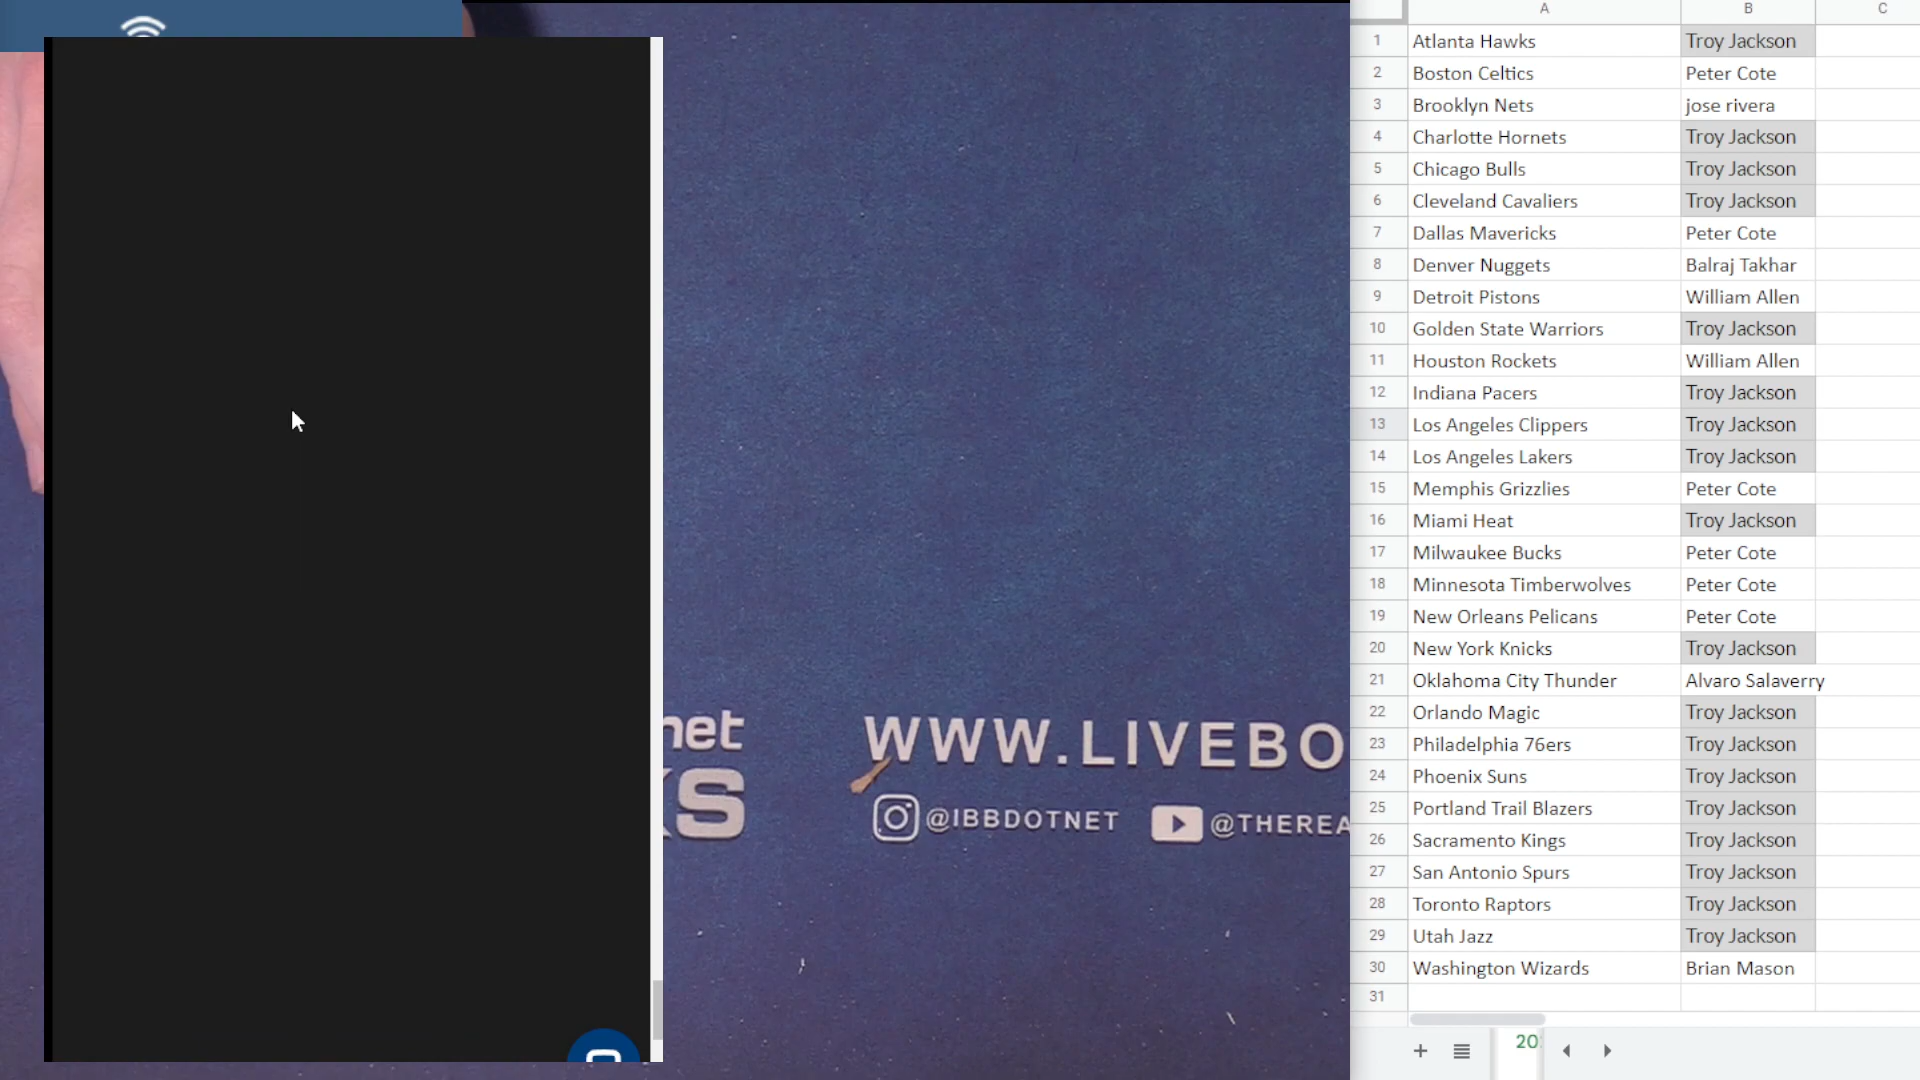 net
KS
WWW.LIVEBO
@IBBDOTNET @THEREA
A B C
1 Atlanta Hawks Troy Jackson
2 Boston Celtics Peter Cote
3 Brooklyn Nets jose rivera
4 Charlotte Hornets Troy Jackson
5 Chicago Bulls Troy Jackson
6 Cleveland Cavaliers Troy Jackson
7 Dallas Mavericks Peter Cote
8 Denver Nuggets Balraj Takhar
9 Detroit Pistons William Allen
10 Golden State Warriors Troy Jackson
11 Houston Rockets William Allen
12 Indiana Pacers Troy Jackson
13 Los Angeles Clippers Troy Jackson
14 Los Angeles Lakers Troy Jackson
15 Memphis Grizzlies Peter Cote
16 Miami Heat Troy Jackson
17 Milwaukee Bucks Peter Cote
18 Minnesota Timberwolves Peter Cote
19 New Orleans Pelicans Peter Cote
20 New York Knicks Troy Jackson
21 Oklahoma City Thunder Alvaro Salaverry
22 Orlando Magic Troy Jackson
23 Philadelphia 76ers Troy Jackson
24 Phoenix Suns Troy Jackson
25 Portland Trail Blazers Troy Jackson
26 Sacramento Kings Troy Jackson
27 San Antonio Spurs Troy Jackson
28 Toronto Raptors Troy Jackson
29 Utah Jazz Troy Jackson
30 Washington Wizards Brian Mason
31
20